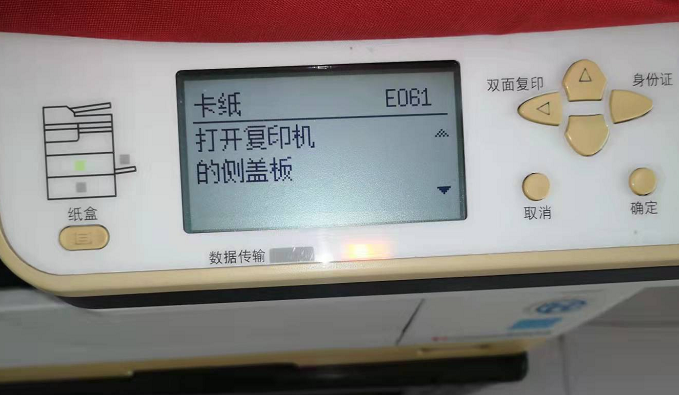 卡纸 E061
打开复印机
的侧盖板
双面复印 身份证
取消 确定
纸盒
数据传输